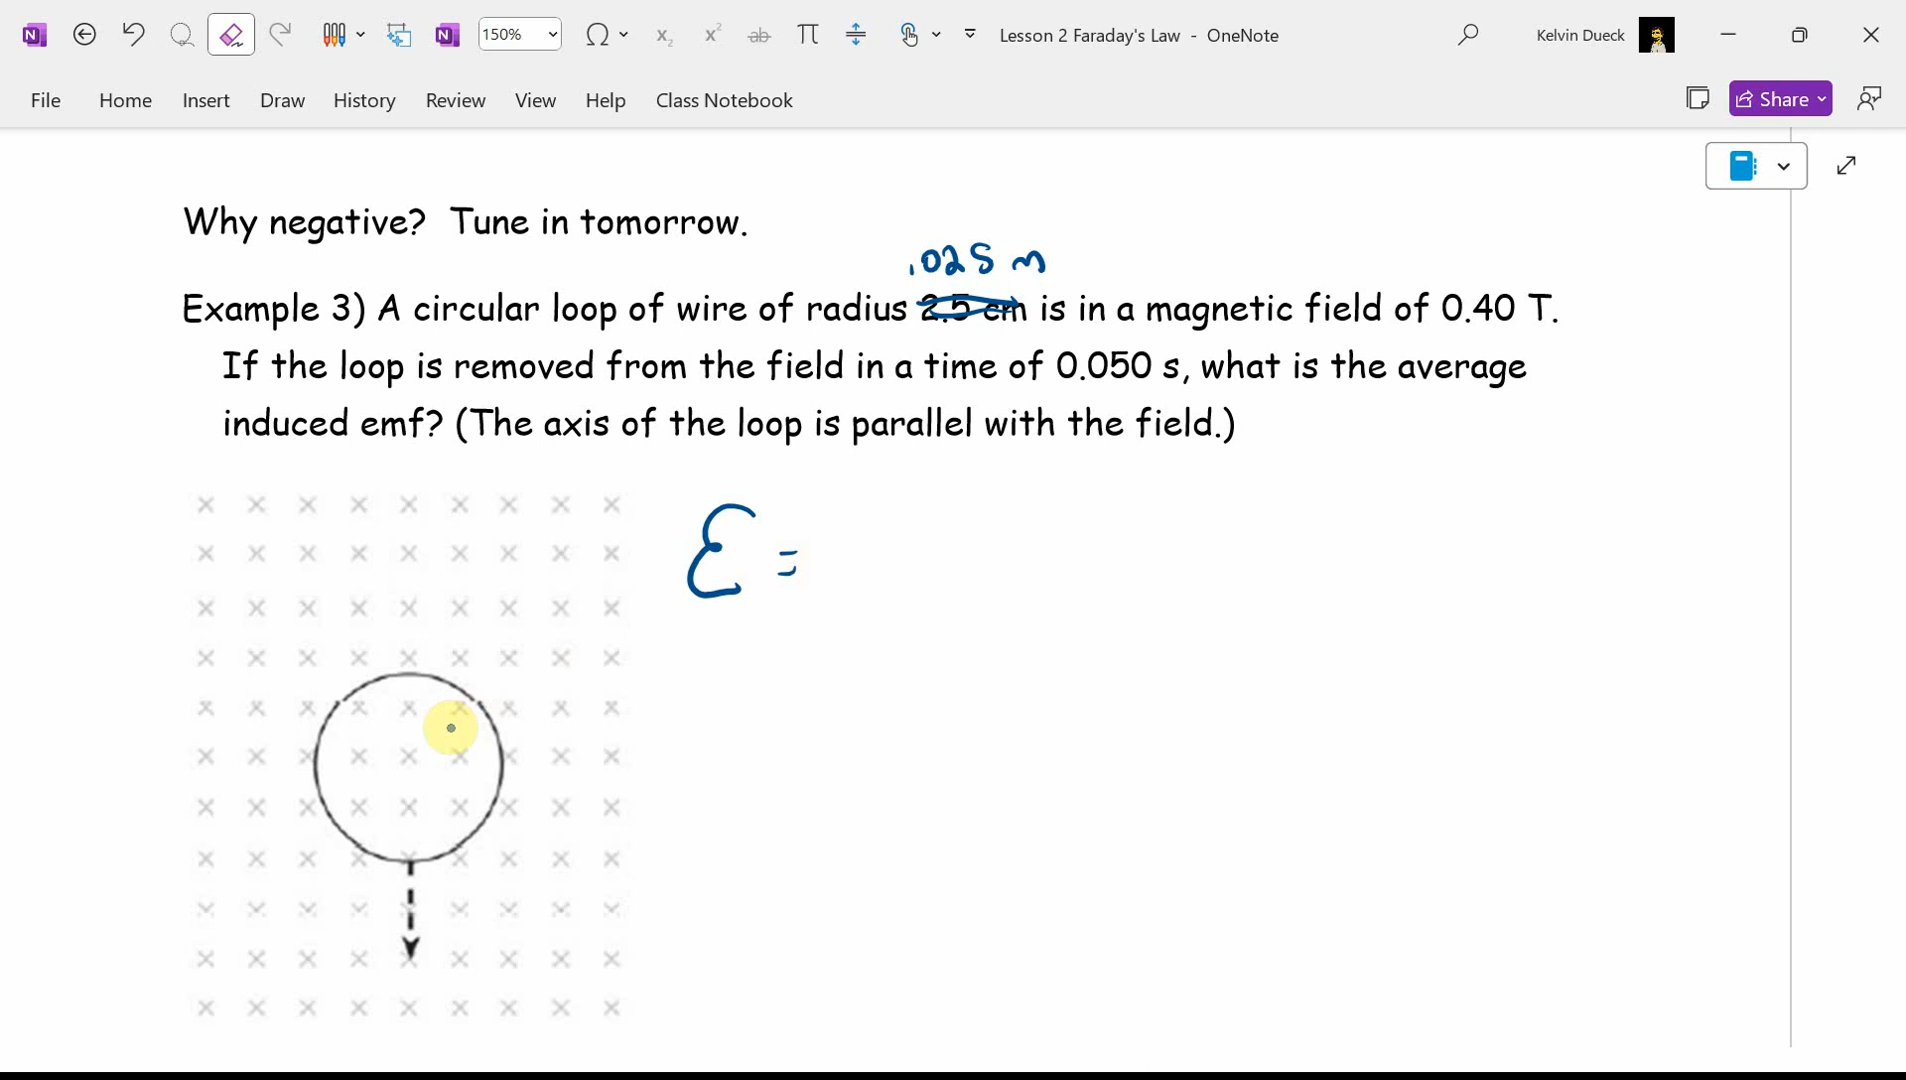 150% Ω x₂ x² ab π Lesson 2 Faraday's Law - OneNote Kelvin Dueck
File Home Insert Draw History Review View Help Class Notebook Share
Why negative? Tune in tomorrow.
.025 m
Example 3) A circular loop of wire of radius 2.5 cm is in a magnetic field of 0.40 T.
If the loop is removed from the field in a time of 0.050 s, what is the average
induced emf? (The axis of the loop is parallel with the field.)
ℰ =